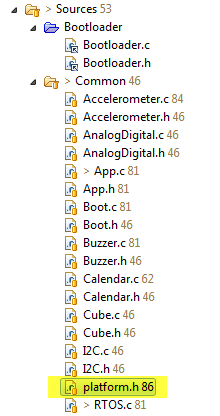 > Sources 53
Bootloader
Bootloader.c
Bootloader.h
> Common 46
Accelerometer.c 84
Accelerometer.h 46
AnalogDigital.c 46
AnalogDigital.h 46
> App.c 81
App.h 81
Boot.c 81
Boot.h 46
Buzzer.c 81
Buzzer.h 46
Calendar.c 62
Calendar.h 46
Cube.c 46
Cube.h 46
I2C.c 46
I2C.h 46
platform.h 86
> RTOS.c 81